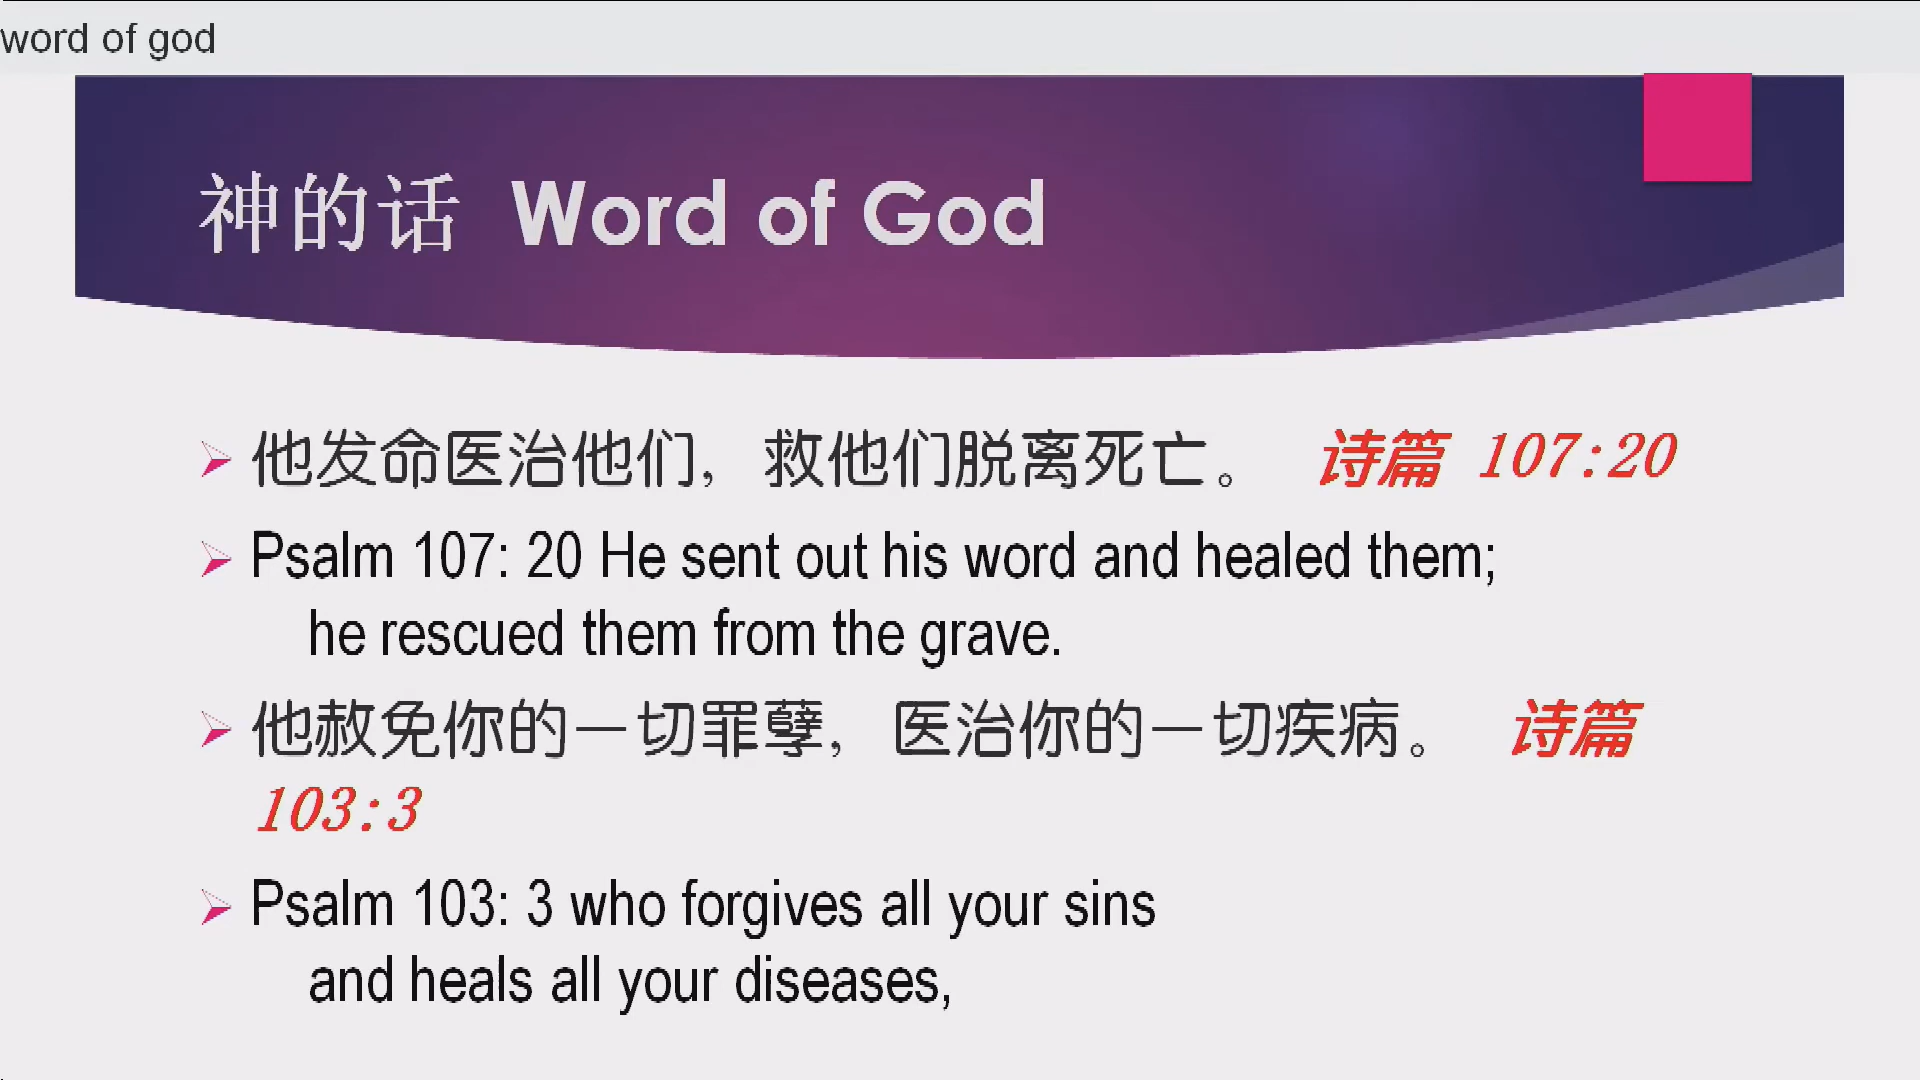 word of god
神的话 Word of God
他发命医治他们，救他们脱离死亡。 诗篇 107:20
Psalm 107: 20 He sent out his word and healed them;
he rescued them from the grave.
他赦免你的一切罪孽，医治你的一切疾病。 诗篇
103:3
Psalm 103: 3 who forgives all your sins
and heals all your diseases,